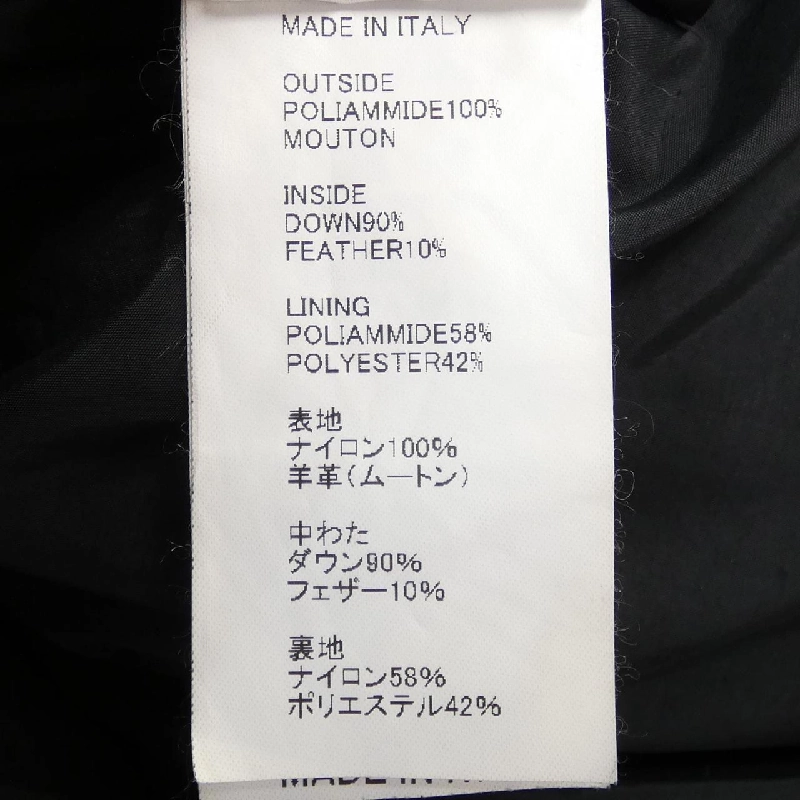 MADE IN ITALY
OUTSIDE
POLIAMMIDE100%
MOUTON
INSIDE
DOWN90%
FEATHER10%
LINING
POLIAMMIDE58%
POLYESTER42%
表地
ナイロン100%
羊革(ムートン)
中わた
ダウン90%
フェザー10%
裏地
ナイロン58%
ポリエステル42%
MADE IN